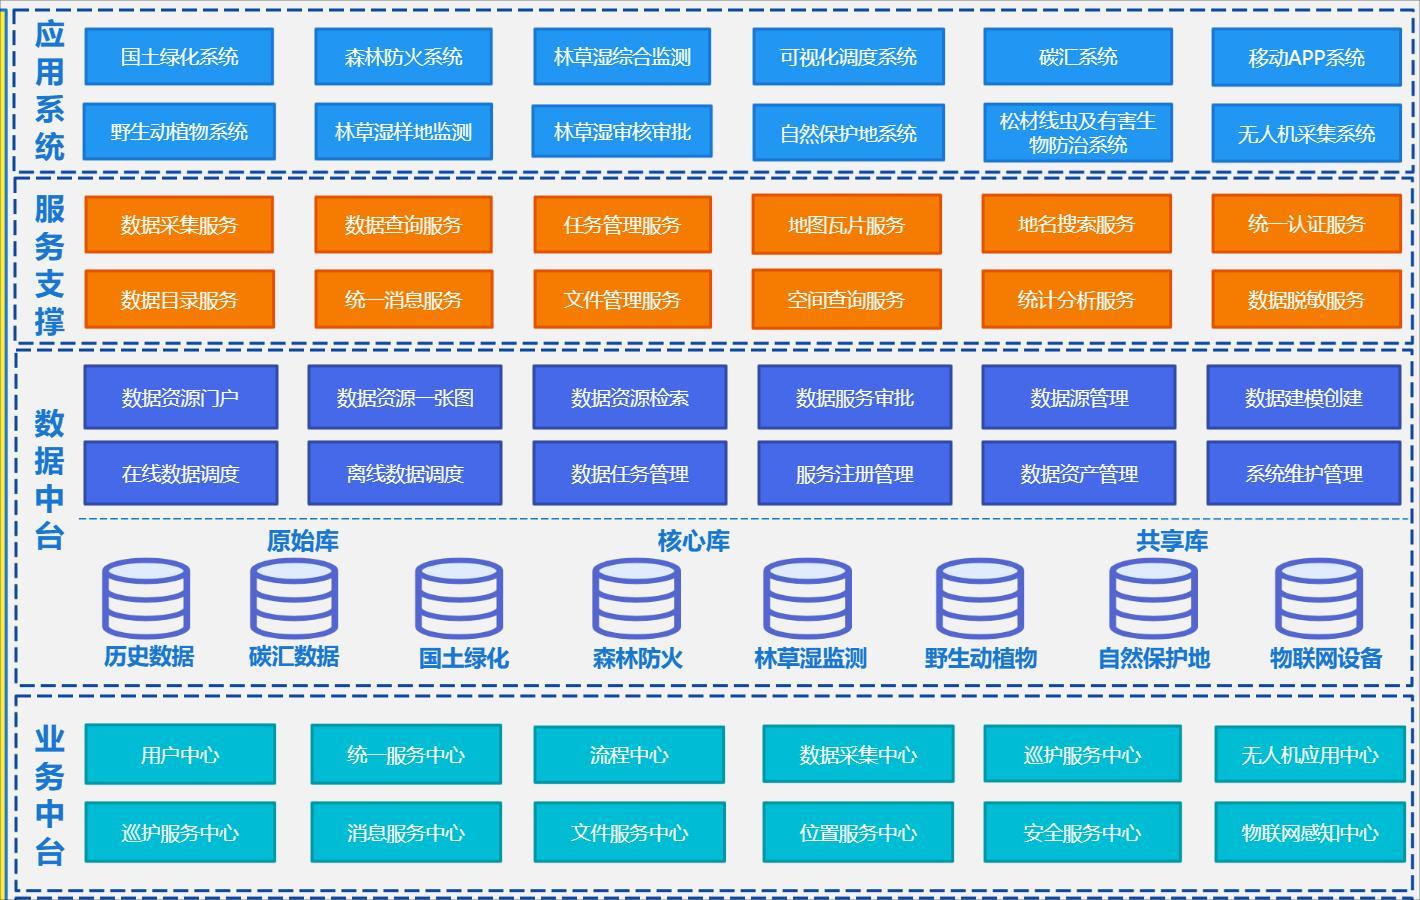 应用系统
国土绿化系统
森林防火系统
林草湿综合监测
可视化调度系统
碳汇系统
移动APP系统
野生动植物系统
林草湿样地监测
林草湿审核审批
自然保护地系统
松材线虫及有害生
物防治系统
无人机采集系统
服务支撑
数据采集服务
数据查询服务
任务管理服务
地图瓦片服务
地名搜索服务
统一认证服务
数据目录服务
统一消息服务
文件管理服务
空间查询服务
统计分析服务
数据脱敏服务
数据中台
数据资源门户
数据资源一张图
数据资源检索
数据服务审批
数据源管理
数据建模创建
在线数据调度
离线数据调度
数据任务管理
服务注册管理
数据资产管理
系统维护管理
原始库
核心库
共享库
历史数据
碳汇数据
国土绿化
森林防火
林草湿监测
野生动植物
自然保护地
物联网设备
业务中台
用户中心
统一服务中心
流程中心
数据采集中心
巡护服务中心
无人机应用中心
巡护服务中心
消息服务中心
文件服务中心
位置服务中心
安全服务中心
物联网感知中心